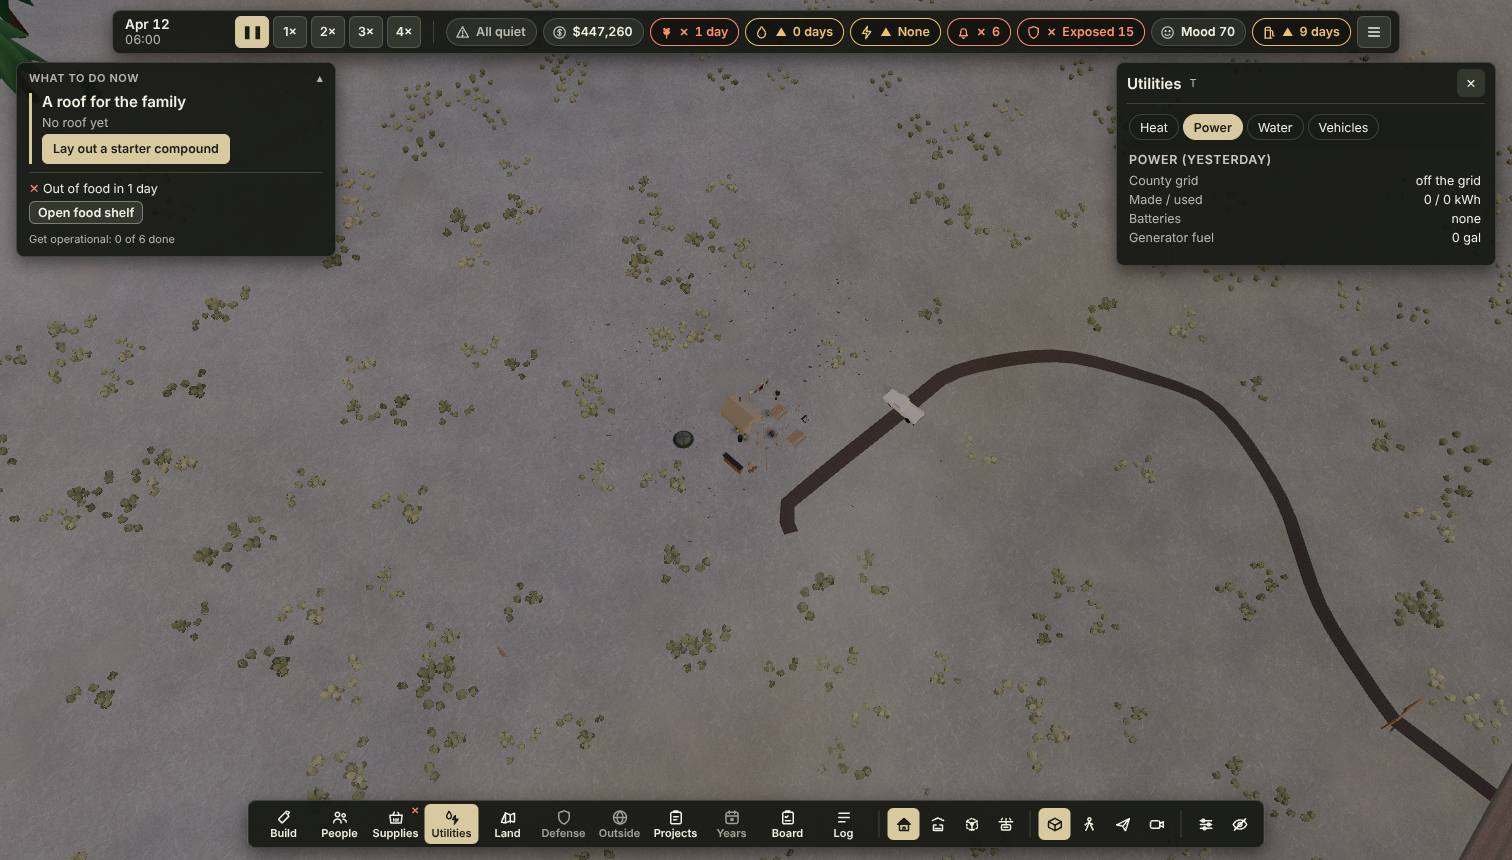 Apr 12
06:00
1×
2×
3×
4×
All quiet
$447,260
× 1 day
▲ 0 days
▲ None
× 6
× Exposed 15
Mood 70
▲ 9 days
WHAT TO DO NOW ▲
A roof for the family
No roof yet
Lay out a starter compound
× Out of food in 1 day
Open food shelf
Get operational: 0 of 6 done
Utilities T ×
Heat Power Water Vehicles
POWER (YESTERDAY)
County grid off the grid
Made / used 0 / 0 kWh
Batteries none
Generator fuel 0 gal
Build
People
Supplies ×
Utilities
Land
Defense
Outside
Projects
Years
Board
Log